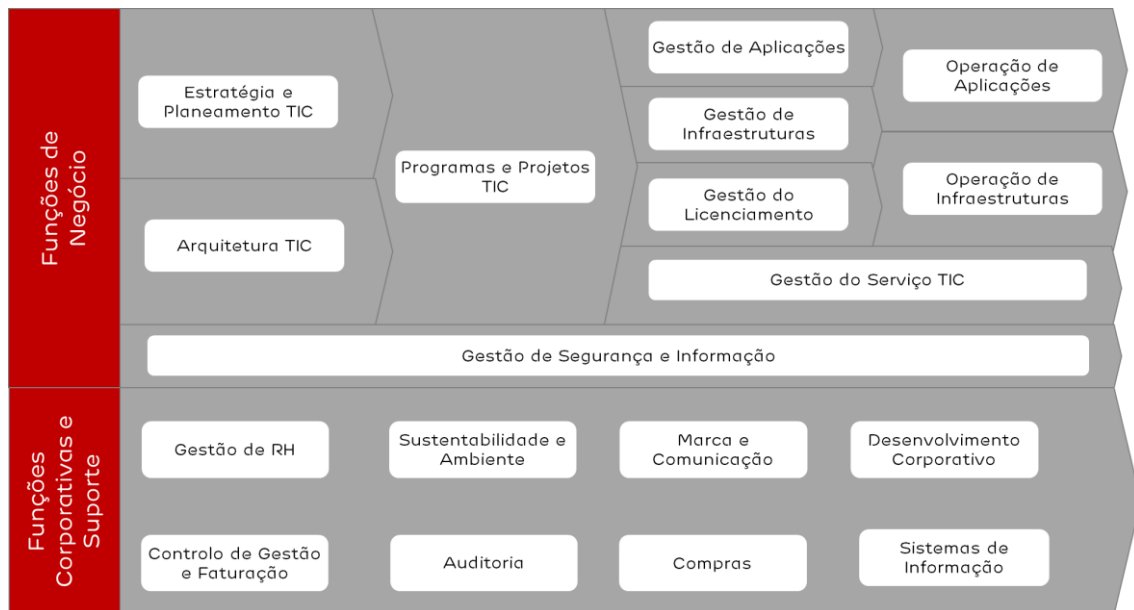 Funções de
Negócio
Estratégia e
Planeamento TIC
Arquitetura TIC
Programas e Projetos
TIC
Gestão de Aplicações
Gestão de
Infraestruturas
Gestão do
Licenciamento
Operação de
Aplicações
Operação de
Infraestruturas
Gestão do Serviço TIC
Gestão de Segurança e Informação
Funções
Corporativas e
Suporte
Gestão de RH
Sustentabilidade e
Ambiente
Marca e
Comunicação
Desenvolvimento
Corporativo
Controlo de Gestão
e Faturação
Auditoria
Compras
Sistemas de
Informação